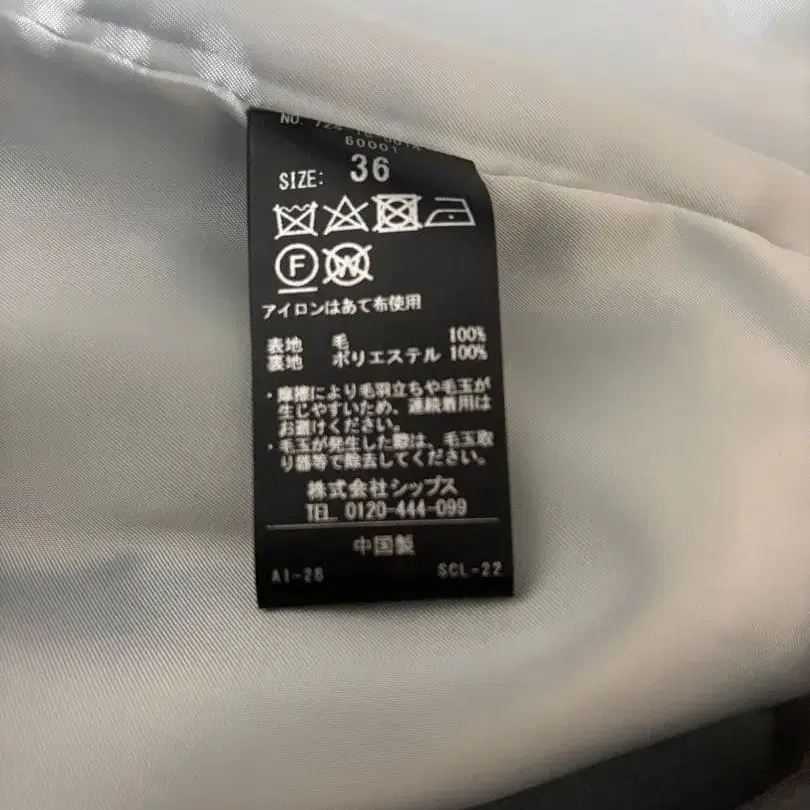 NO. 724-
60001
SIZE: 36
F W
アイロンはあて布使用
表地 毛 100%
裏地 ポリエステル 100%
・摩擦により毛羽立ちや毛玉が
生じやすいため、連続着用は
お避けください。
・毛玉が発生した際は、毛玉取
り器等で除去してください。
株式会社シップス
TEL 0120-444-099
中国製
AI-26 SCL-22